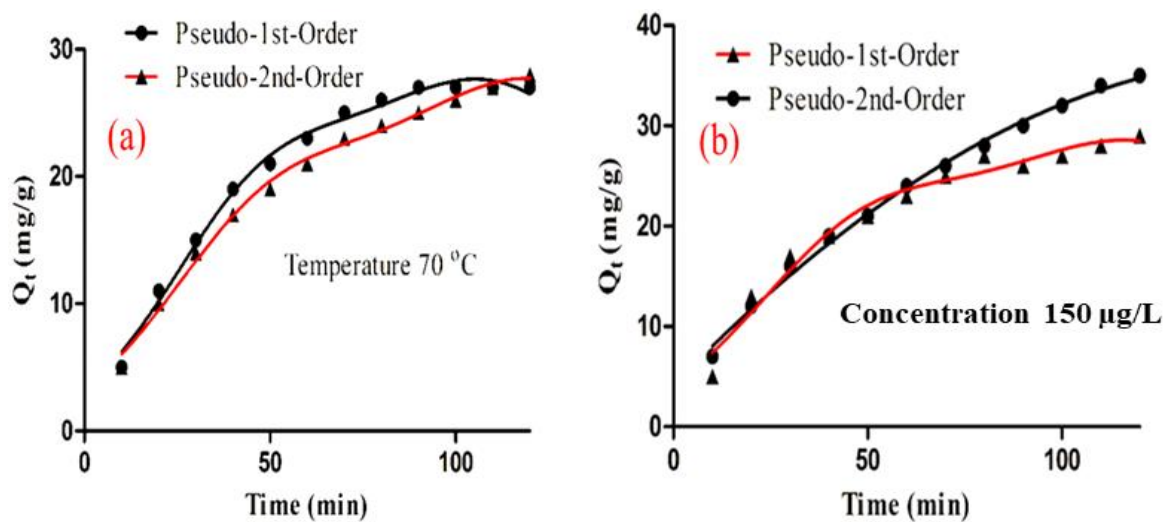 Pseudo-1st-Order
Pseudo-2nd-Order
(a)
Temperature 70 °C
30
20
10
0
Qt (mg/g)
0
50
100
Time (min)
Pseudo-1st-Order
Pseudo-2nd-Order
(b)
Concentration 150 µg/L
40
30
20
10
0
Qt (mg/g)
0
50
100
Time (min)